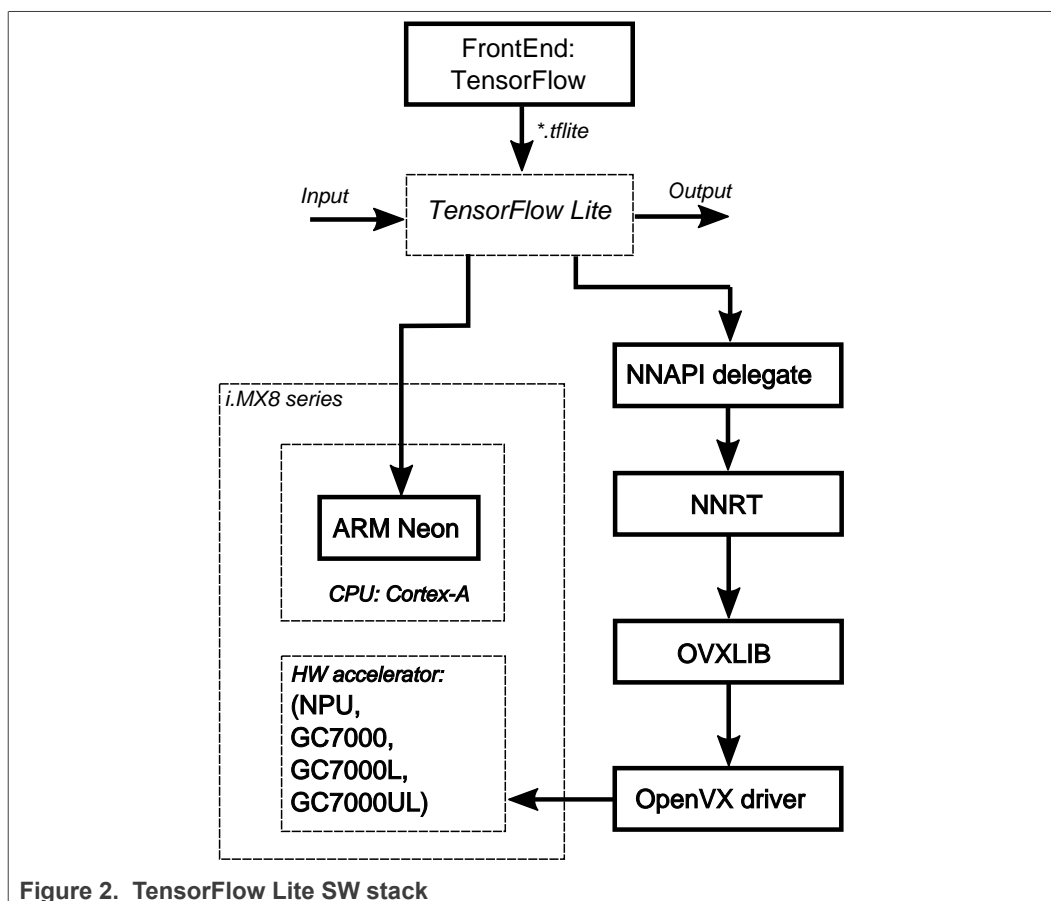 FrontEnd:
TensorFlow
*.tflite
Input
TensorFlow Lite
Output
NNAPI delegate
i.MX8 series
NNRT
ARM Neon
CPU: Cortex-A
OVXLIB
HW accelerator:
(NPU,
GC7000,
GC7000L,
GC7000UL)
OpenVX driver
Figure 2. TensorFlow Lite SW stack